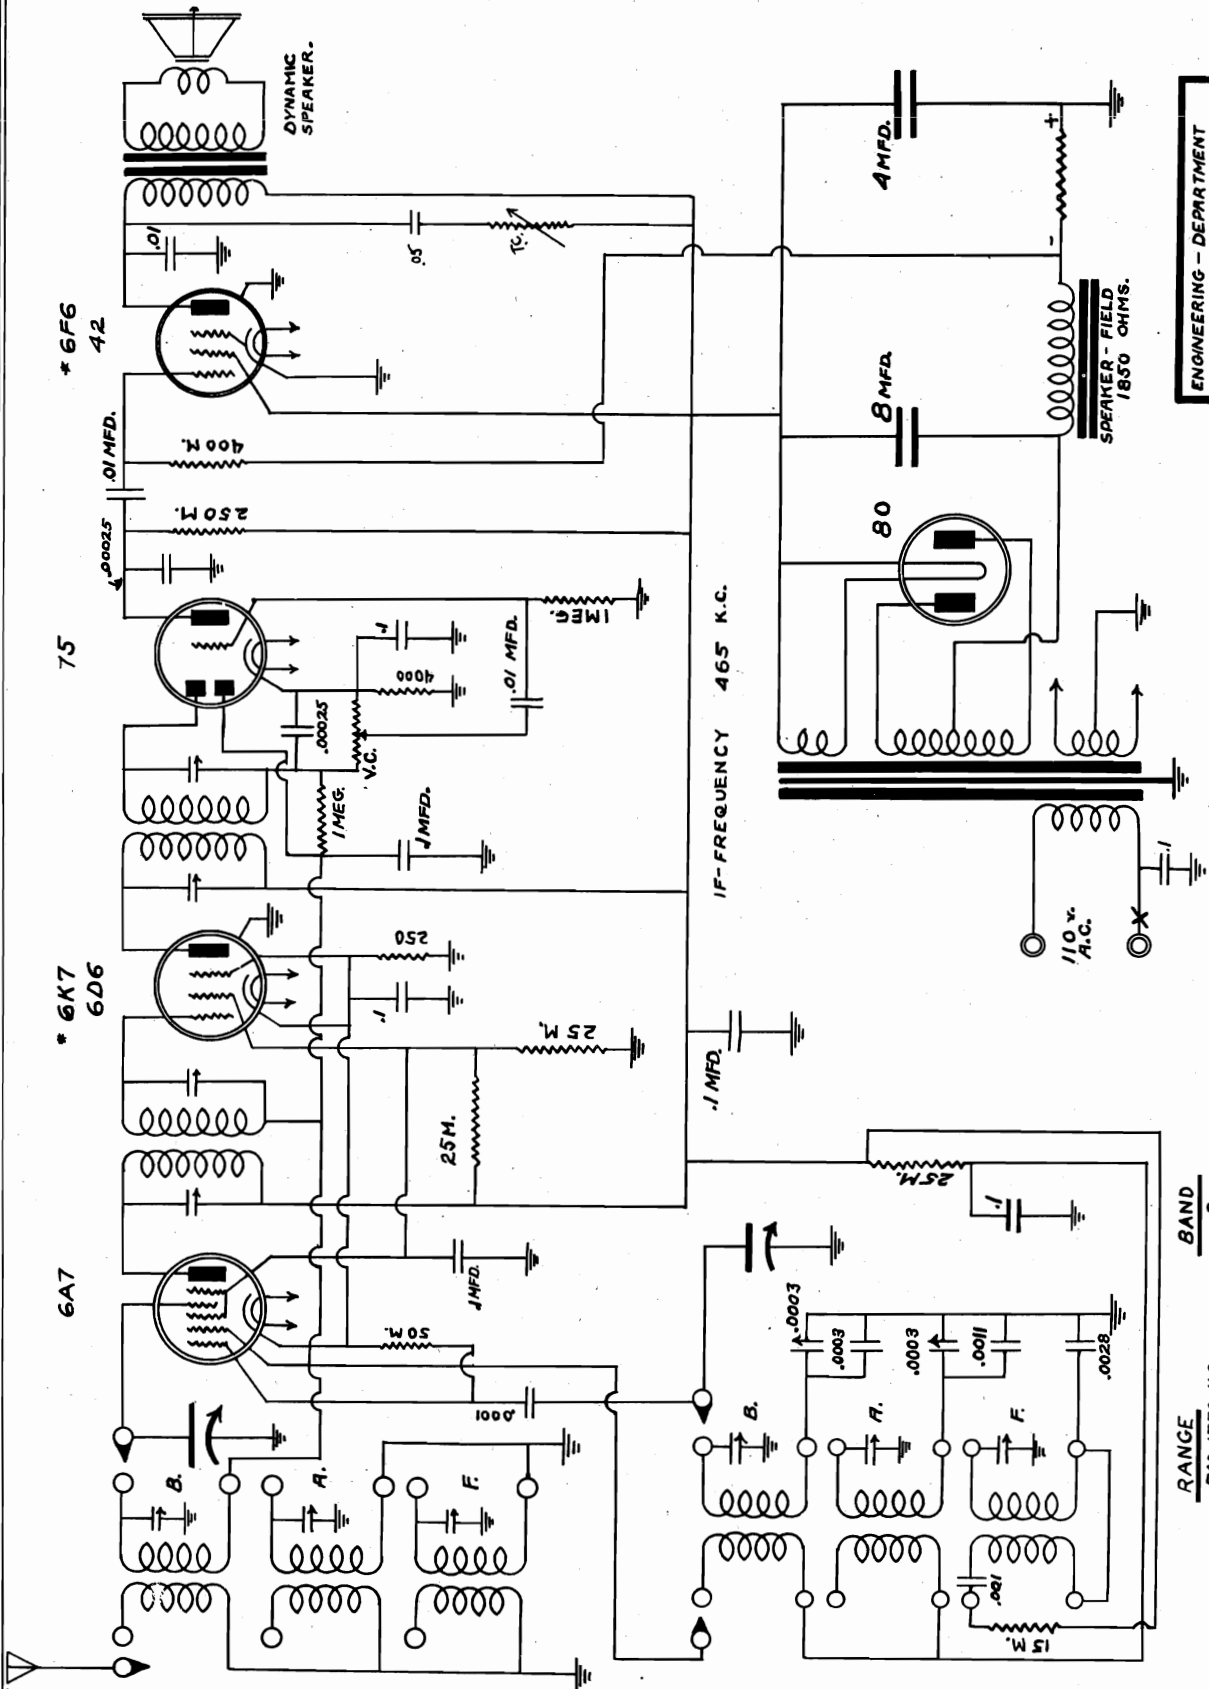 DYNAMIC
SPEAKER.
.01
.05
T.C.
* 6F6
42
.01 MFD.
400 M.
250 M.
.00025
75
1 MEG.
.1
4000
.01 MFD.
.00025
V.C.
1 MEG.
.1 MFD.
* 6K7
6D6
250
.1
25 M.
25 M.
6A7
.1 MFD.
50 M.
.0001
B.
A.
F.
IF-FREQUENCY 465 K.C.
.1 MFD.
4 MFD.
+
-
8 MFD.
SPEAKER-FIELD
1850 OHMS.
80
110 v.
A.C.
.1
25M.
.1
.0003
.0003
.0003
.0011
.0028
B.
A.
F.
.001
15 M.
ENGINEERING-DEPARTMENT
RANGE BAND